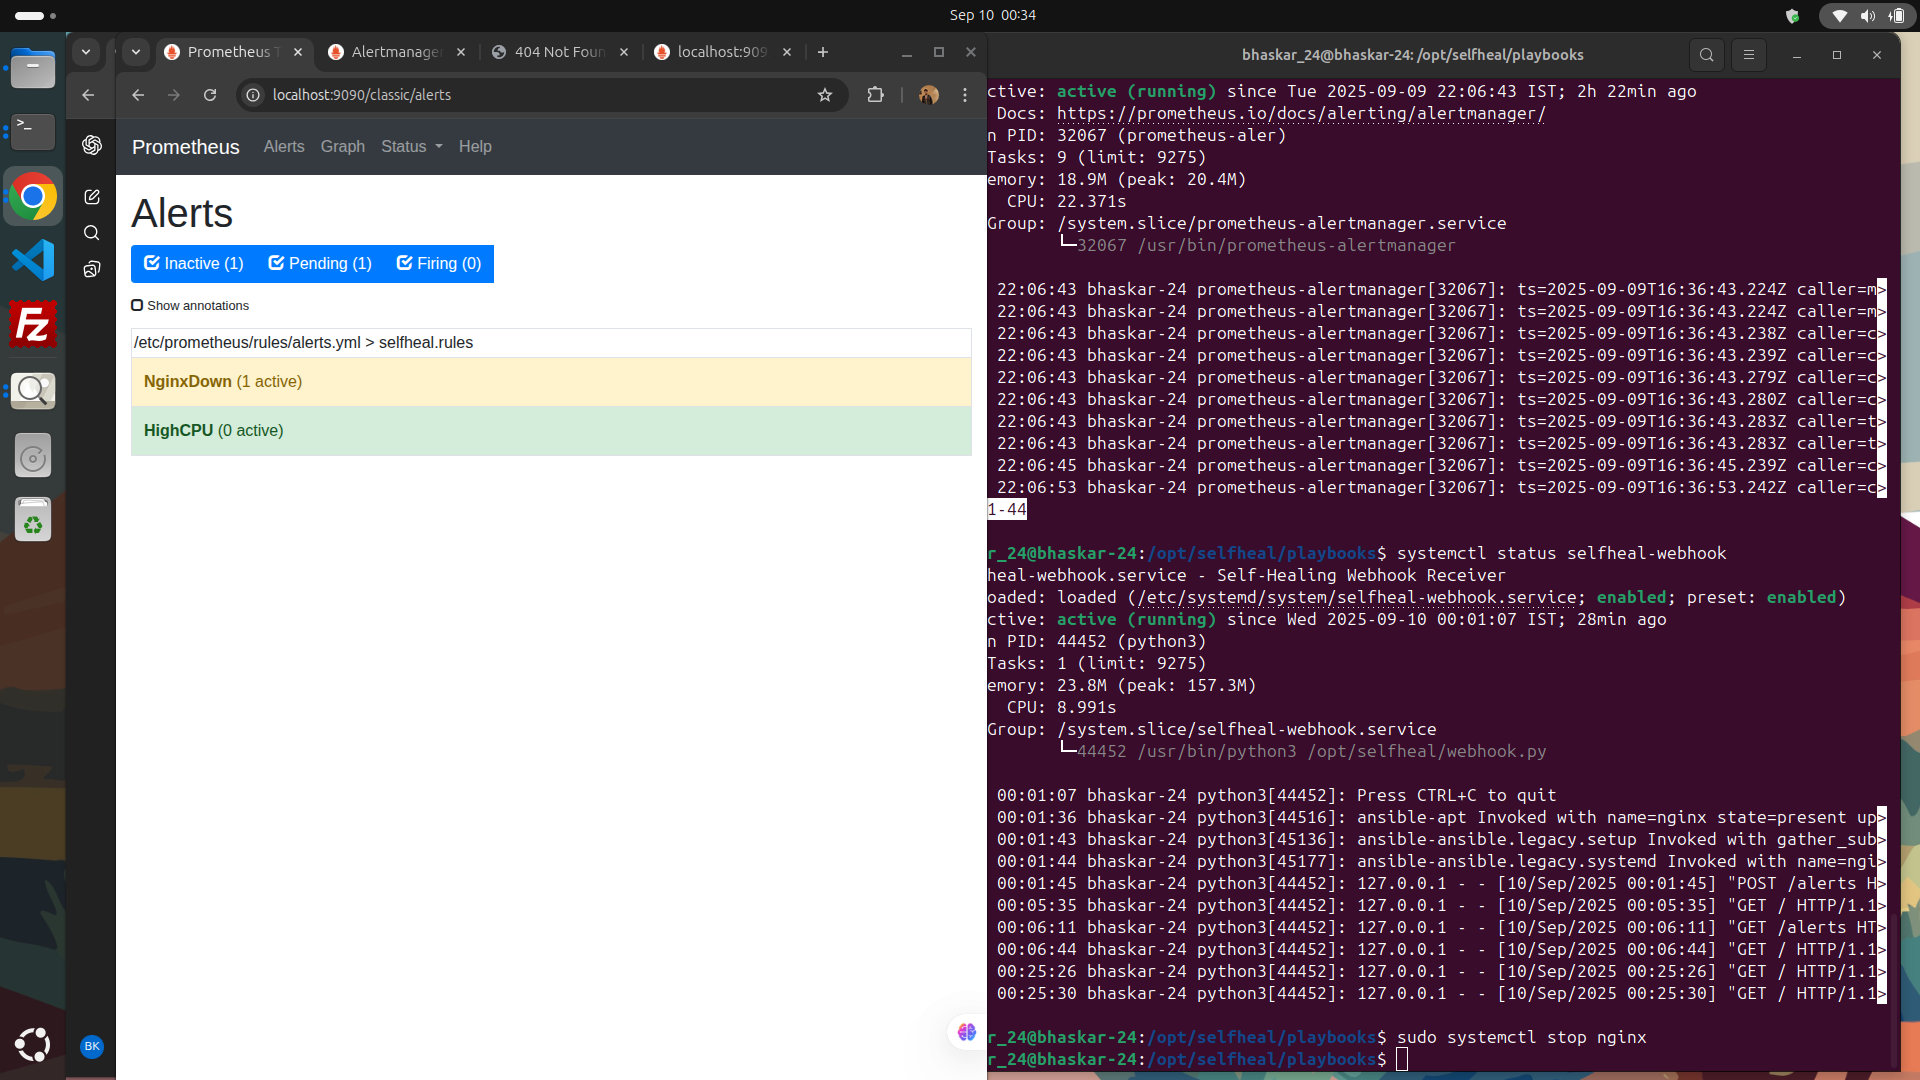 Sep 10 00:34
Prometheus T
Alertmanage
404 Not Foun
localhost:909
localhost:9090/classic/alerts
Prometheus Alerts Graph Status Help
Alerts
Inactive (1) Pending (1) Firing (0)
Show annotations
/etc/prometheus/rules/alerts.yml > selfheal.rules
NginxDown (1 active)
HighCPU (0 active)
BK
bhaskar_24@bhaskar-24: /opt/selfheal/playbooks
ctive: active (running) since Tue 2025-09-09 22:06:43 IST; 2h 22min ago
Docs: https://prometheus.io/docs/alerting/alertmanager/
n PID: 32067 (prometheus-aler)
Tasks: 9 (limit: 9275)
emory: 18.9M (peak: 20.4M)
CPU: 22.371s
Group: /system.slice/prometheus-alertmanager.service
└─32067 /usr/bin/prometheus-alertmanager
22:06:43 bhaskar-24 prometheus-alertmanager[32067]: ts=2025-09-09T16:36:43.224Z caller=m>
22:06:43 bhaskar-24 prometheus-alertmanager[32067]: ts=2025-09-09T16:36:43.224Z caller=m>
22:06:43 bhaskar-24 prometheus-alertmanager[32067]: ts=2025-09-09T16:36:43.238Z caller=c>
22:06:43 bhaskar-24 prometheus-alertmanager[32067]: ts=2025-09-09T16:36:43.239Z caller=c>
22:06:43 bhaskar-24 prometheus-alertmanager[32067]: ts=2025-09-09T16:36:43.279Z caller=c>
22:06:43 bhaskar-24 prometheus-alertmanager[32067]: ts=2025-09-09T16:36:43.280Z caller=c>
22:06:43 bhaskar-24 prometheus-alertmanager[32067]: ts=2025-09-09T16:36:43.283Z caller=t>
22:06:43 bhaskar-24 prometheus-alertmanager[32067]: ts=2025-09-09T16:36:43.283Z caller=t>
22:06:45 bhaskar-24 prometheus-alertmanager[32067]: ts=2025-09-09T16:36:45.239Z caller=c>
22:06:53 bhaskar-24 prometheus-alertmanager[32067]: ts=2025-09-09T16:36:53.242Z caller=c>
1-44
r_24@bhaskar-24:/opt/selfheal/playbooks$ systemctl status selfheal-webhook
heal-webhook.service - Self-Healing Webhook Receiver
oaded: loaded (/etc/systemd/system/selfheal-webhook.service; enabled; preset: enabled)
ctive: active (running) since Wed 2025-09-10 00:01:07 IST; 28min ago
n PID: 44452 (python3)
Tasks: 1 (limit: 9275)
emory: 23.8M (peak: 157.3M)
CPU: 8.991s
Group: /system.slice/selfheal-webhook.service
└─44452 /usr/bin/python3 /opt/selfheal/webhook.py
00:01:07 bhaskar-24 python3[44452]: Press CTRL+C to quit
00:01:36 bhaskar-24 python3[44516]: ansible-apt Invoked with name=nginx state=present up>
00:01:43 bhaskar-24 python3[45136]: ansible-ansible.legacy.setup Invoked with gather_sub>
00:01:44 bhaskar-24 python3[45177]: ansible-ansible.legacy.systemd Invoked with name=ngi>
00:01:45 bhaskar-24 python3[44452]: 127.0.0.1 - - [10/Sep/2025 00:01:45] "POST /alerts H>
00:05:35 bhaskar-24 python3[44452]: 127.0.0.1 - - [10/Sep/2025 00:05:35] "GET / HTTP/1.1>
00:06:11 bhaskar-24 python3[44452]: 127.0.0.1 - - [10/Sep/2025 00:06:11] "GET /alerts HT>
00:06:44 bhaskar-24 python3[44452]: 127.0.0.1 - - [10/Sep/2025 00:06:44] "GET / HTTP/1.1>
00:25:26 bhaskar-24 python3[44452]: 127.0.0.1 - - [10/Sep/2025 00:25:26] "GET / HTTP/1.1>
00:25:30 bhaskar-24 python3[44452]: 127.0.0.1 - - [10/Sep/2025 00:25:30] "GET / HTTP/1.1>
r_24@bhaskar-24:/opt/selfheal/playbooks$ sudo systemctl stop nginx
r_24@bhaskar-24:/opt/selfheal/playbooks$